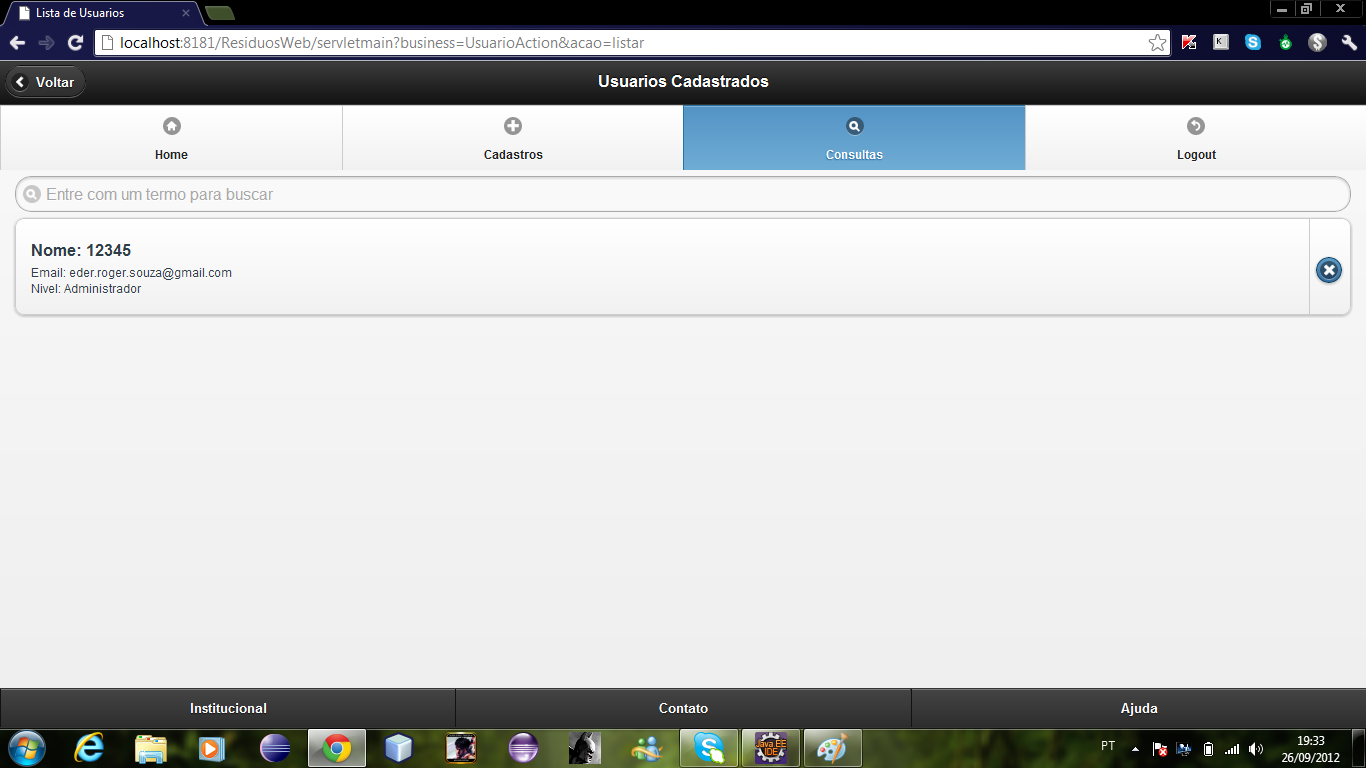 Lista de Usuarios
localhost:8181/ResiduosWeb/servletmain?business=UsuarioAction&acao=listar
Voltar
Usuarios Cadastrados
Home
Cadastros
Consultas
Logout
Entre com um termo para buscar
Nome: 12345
Email: eder.roger.souza@gmail.com
Nivel: Administrador
Institucional
Contato
Ajuda
Java EE
IDE
PT
19:33
26/09/2012